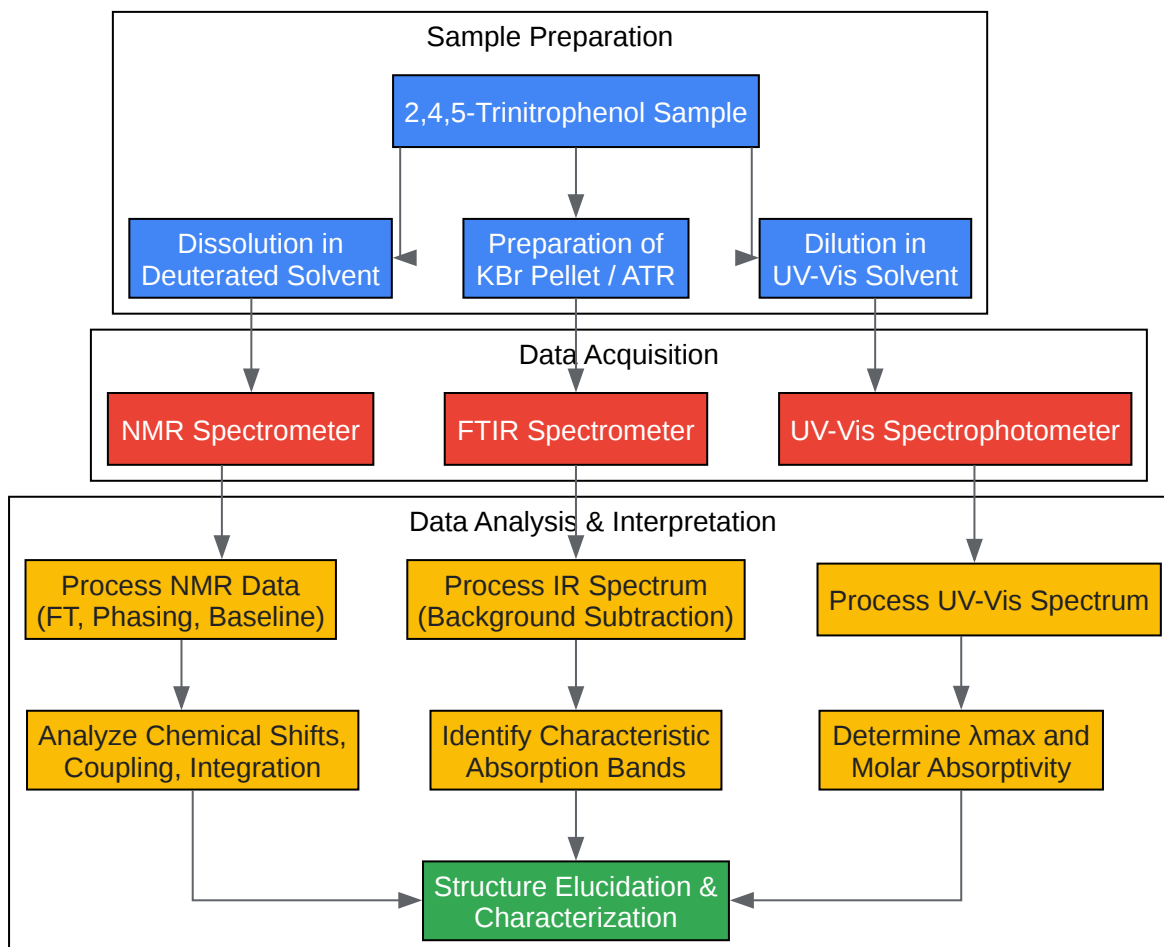 Sample Preparation
2,4,5-Trinitrophenol Sample
Dissolution in
Deuterated Solvent
Preparation of
KBr Pellet / ATR
Dilution in
UV-Vis Solvent
Data Acquisition
NMR Spectrometer
FTIR Spectrometer
UV-Vis Spectrophotometer
Data Analysis & Interpretation
Process NMR Data
(FT, Phasing, Baseline)
Process IR Spectrum
(Background Subtraction)
Process UV-Vis Spectrum
Analyze Chemical Shifts,
Coupling, Integration
Identify Characteristic
Absorption Bands
Determine λmax and
Molar Absorptivity
Structure Elucidation &
Characterization